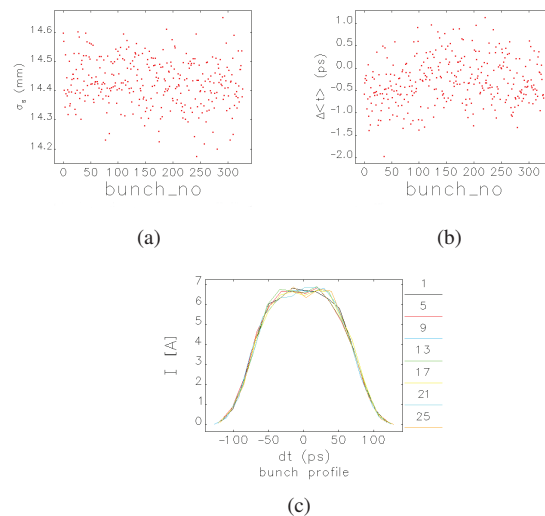 14.6
14.5
14.4
14.3
14.2
σs (mm)
0 50 100 150 200 250 300
bunch_no
(a)
1.0
0.5
0.0
-0.5
-1.0
-1.5
-2.0
Δ<t> (ps)
0 50 100 150 200 250 300
bunch_no
(b)
7
6
5
4
3
2
1
0
I [A]
-100 -50 0 50 100
dt (ps)
bunch profile
1
5
9
13
17
21
25
(c)